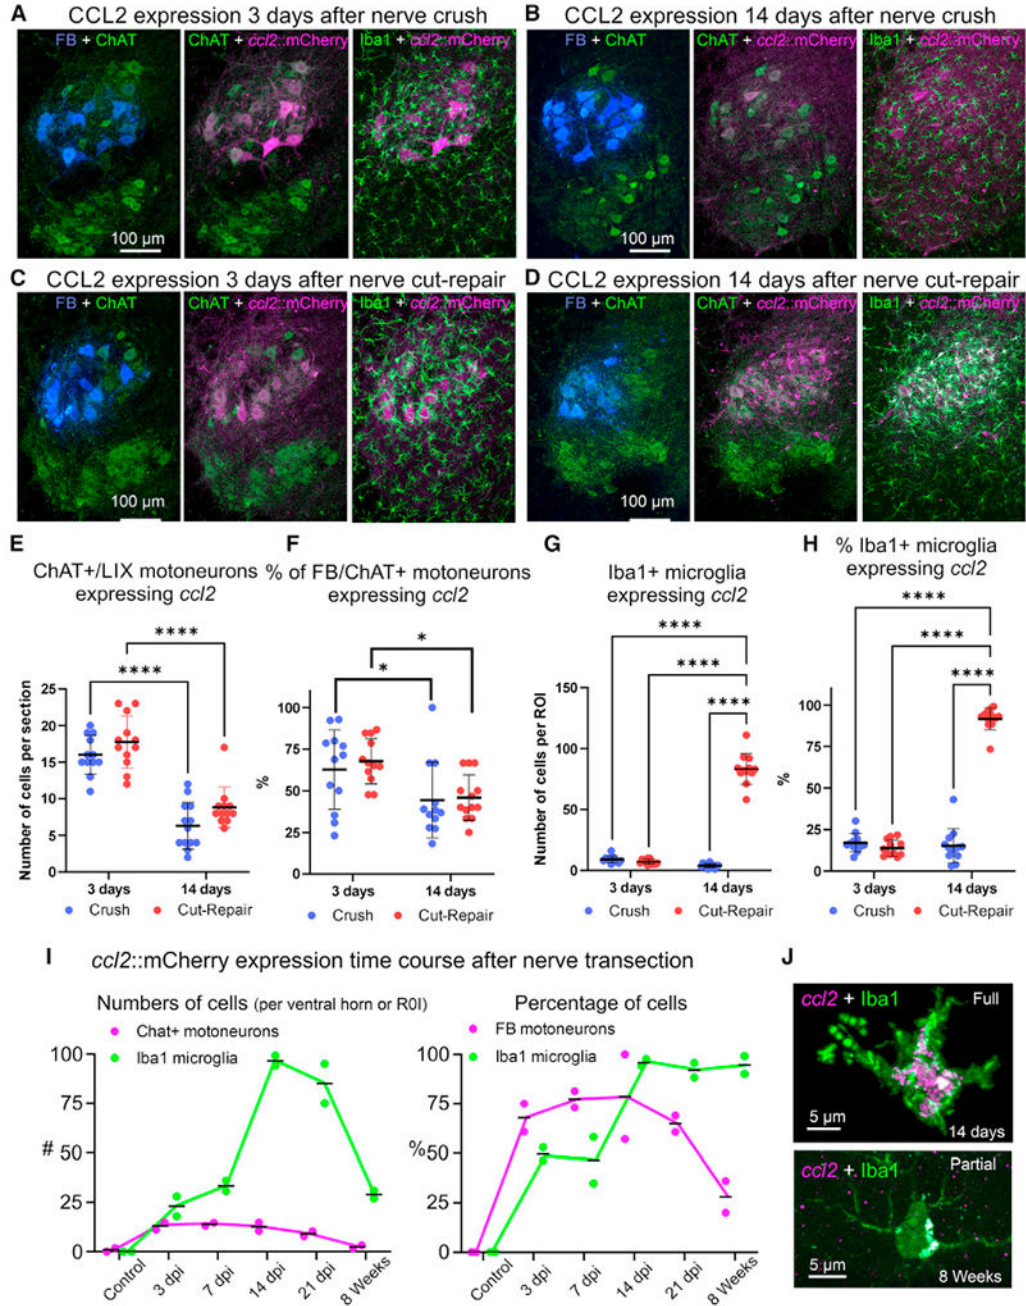 A CCL2 expression 3 days after nerve crush
FB + ChAT
ChAT + ccl2::mCherry
Iba1 + ccl2::mCherry
100 µm
B CCL2 expression 14 days after nerve crush
FB + ChAT
ChAT + ccl2::mCherry
Iba1 + ccl2::mCherry
100 µm
C CCL2 expression 3 days after nerve cut-repair
FB + ChAT
ChAT + ccl2::mCherry
Iba1 + ccl2::mCherry
100 µm
D CCL2 expression 14 days after nerve cut-repair
FB + ChAT
ChAT + ccl2::mCherry
Iba1 + ccl2::mCherry
100 µm
E
ChAT+/LIX motoneurons
expressing ccl2
****
****
Number of cells per section
25
20
15
10
5
0
3 days
14 days
Crush
Cut-Repair
F
% of FB/ChAT+ motoneurons
expressing ccl2
*
*
%
100
75
50
25
0
3 days
14 days
Crush
Cut-Repair
G
Iba1+ microglia
expressing ccl2
****
****
****
Number of cells per ROI
150
100
50
0
3 days
14 days
Crush
Cut-Repair
H
% Iba1+ microglia
expressing ccl2
****
****
****
%
100
75
50
25
0
3 days
14 days
Crush
Cut-Repair
I ccl2::mCherry expression time course after nerve transection
Numbers of cells (per ventral horn or R0I)
Chat+ motoneurons
Iba1 microglia
#
100
75
50
25
0
Control
3 dpi
7 dpi
14 dpi
21 dpi
8 Weeks
Percentage of cells
FB motoneurons
Iba1 microglia
%
100
75
50
25
0
Control
3 dpi
7 dpi
14 dpi
21 dpi
8 Weeks
J
ccl2 + Iba1
Full
5 µm
14 days
ccl2 + Iba1
Partial
5 µm
8 Weeks